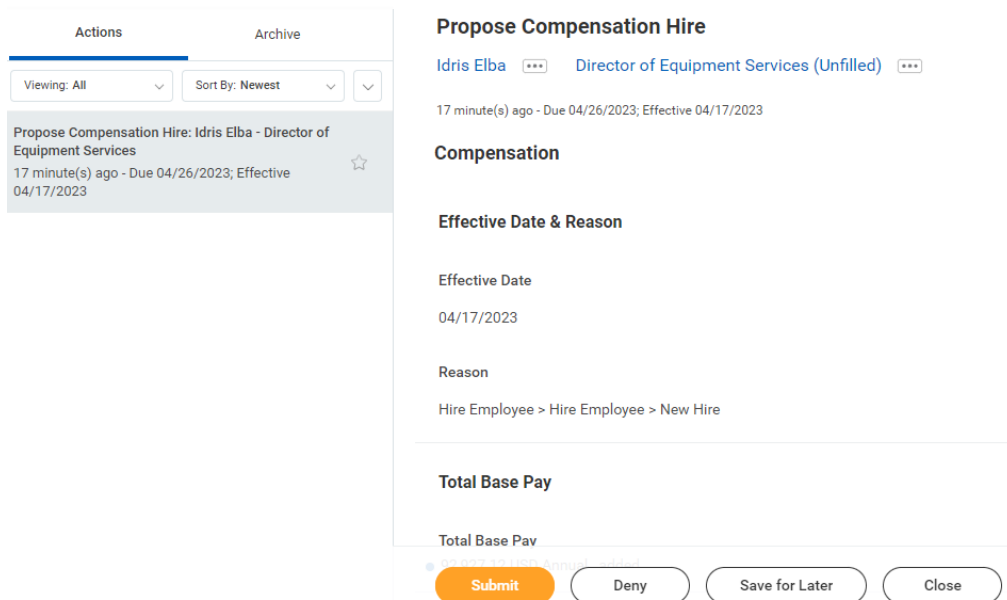 Actions
Archive
Viewing: All
Sort By: Newest
Propose Compensation Hire: Idris Elba - Director of
Equipment Services
17 minute(s) ago - Due 04/26/2023; Effective
04/17/2023
Propose Compensation Hire
Idris Elba
Director of Equipment Services (Unfilled)
17 minute(s) ago - Due 04/26/2023; Effective 04/17/2023
Compensation
Effective Date & Reason
Effective Date
04/17/2023
Reason
Hire Employee > Hire Employee > New Hire
Total Base Pay
Total Base Pay
USD Annual added
Submit
Deny
Save for Later
Close